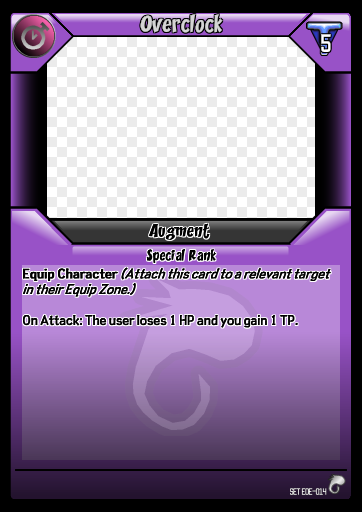 Overclock
5
Augment
Special Rank
Equip Character (Attach this card to a relevant target
in their Equip Zone.)
On Attack: The user loses 1 HP and you gain 1 TP.
SET EDE-014